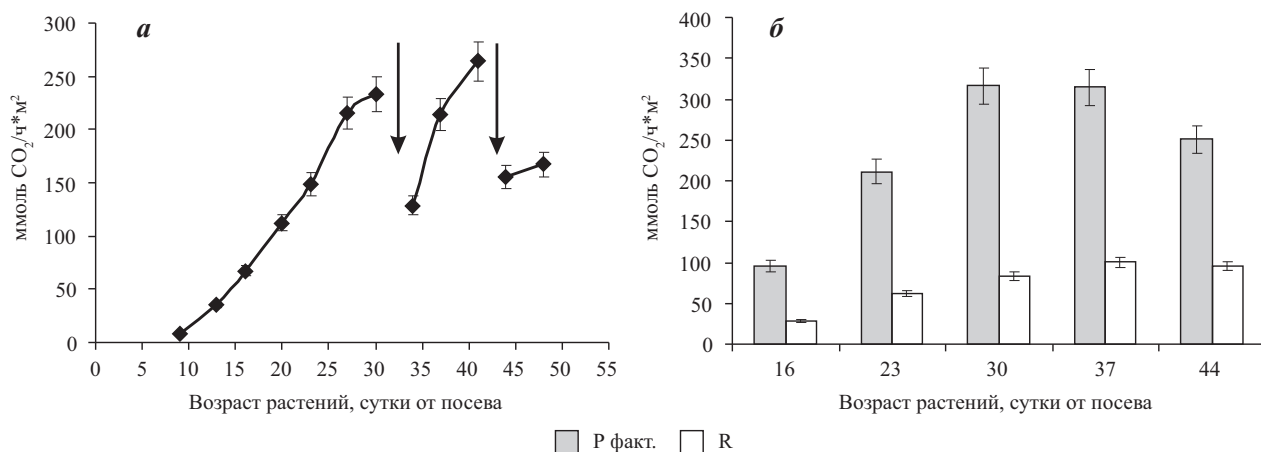 а
ммоль CO₂/ч*м²
300
250
200
150
100
50
0
0 5 10 15 20 25 30 35 40 45 50 55
Возраст растений, сутки от посева
б
ммоль CO₂/ч*м²
400
350
300
250
200
150
100
50
0
16 23 30 37 44
Возраст растений, сутки от посева
P факт. R